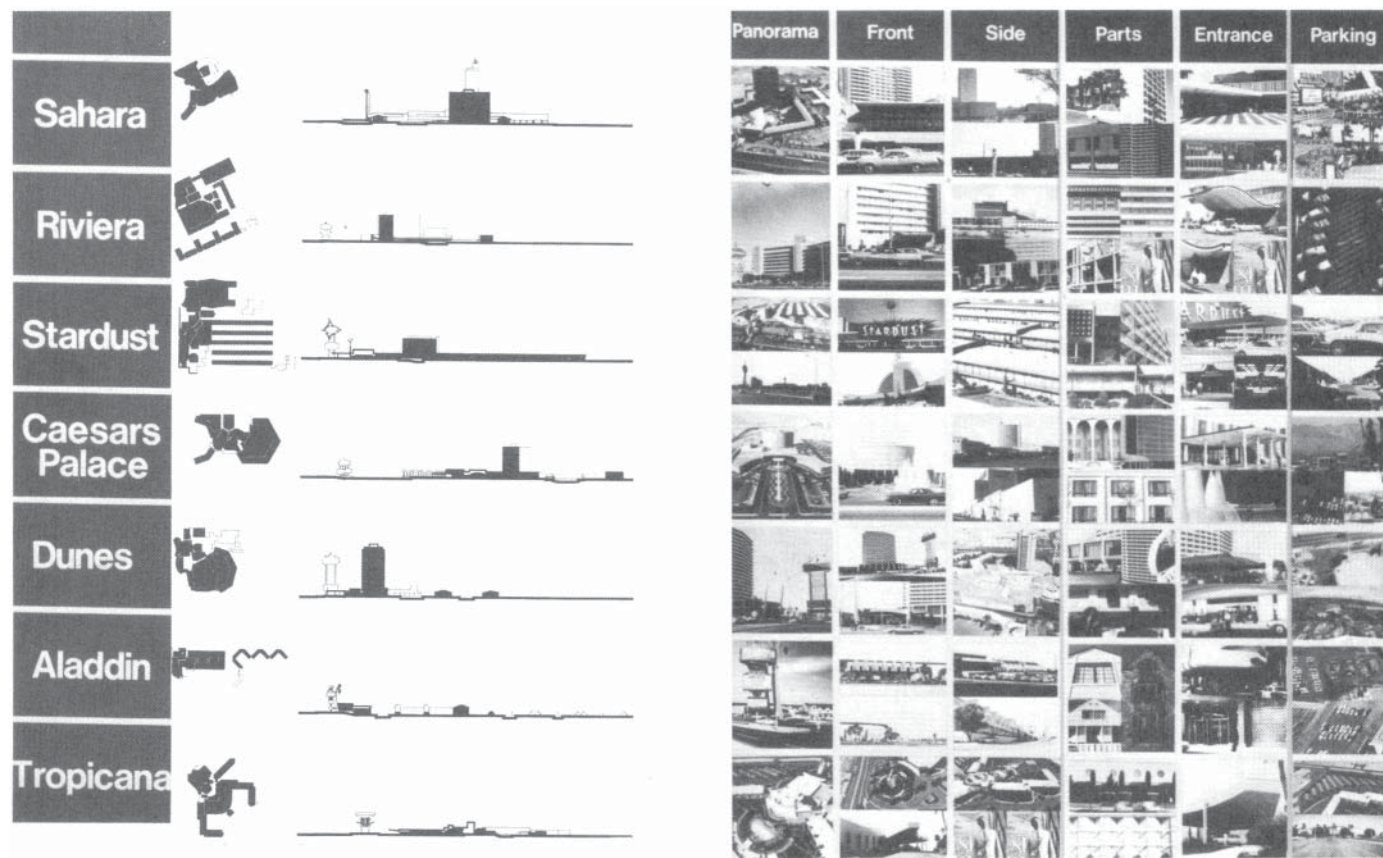 Panorama
Front
Side
Parts
Entrance
Parking
Sahara
Riviera
Stardust
STARDUST
Caesars
Palace
Dunes
Aladdin
Tropicana